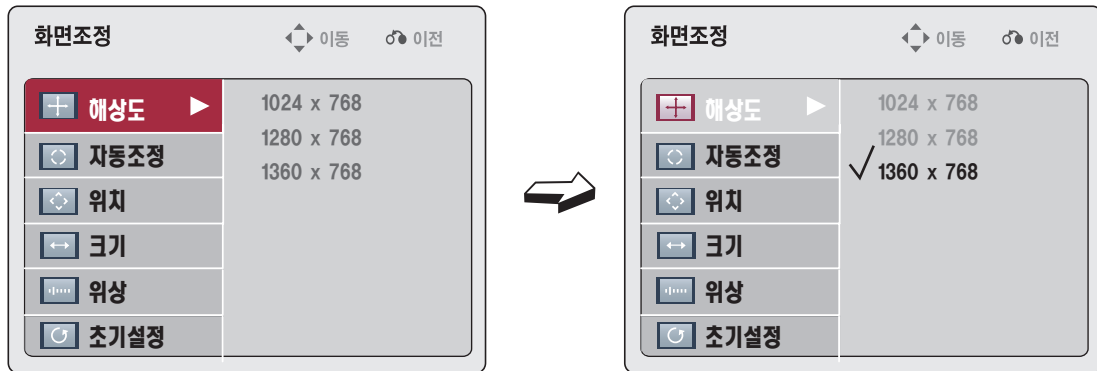 화면조정 이동 이전
해상도 1024 x 768
1280 x 768
자동조정
1360 x 768
위치
크기
위상
초기설정
화면조정 이동 이전
해상도 1024 x 768
1280 x 768
자동조정
1360 x 768
위치
크기
위상
초기설정